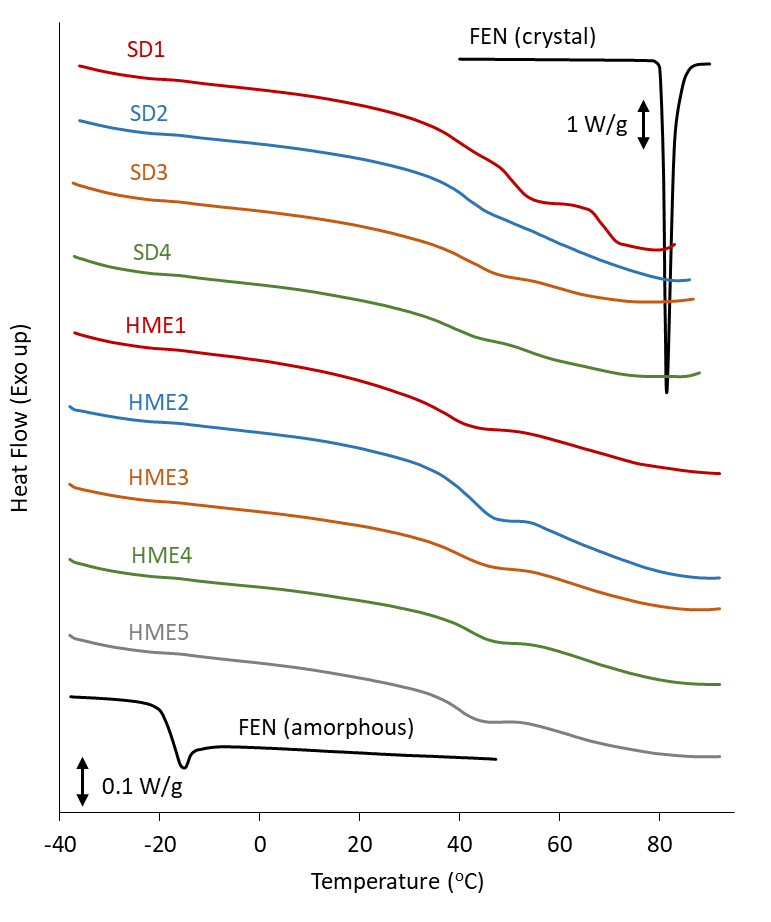 SD1
FEN (crystal)
SD2
1 W/g
SD3
SD4
HME1
HME2
HME3
HME4
HME5
FEN (amorphous)
0.1 W/g
Heat Flow (Exo up)
-40 -20 0 20 40 60 80
Temperature (°C)